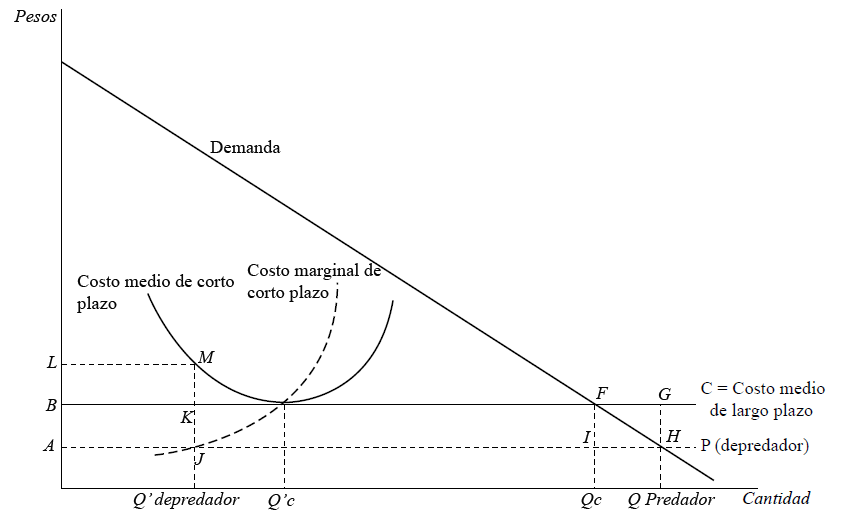 Pesos
Demanda
Costo medio de corto
plazo
Costo marginal de
corto plazo
L
M
B
K
F
G
C = Costo medio
de largo plazo
A
J
I
H
P (depredador)
Q' depredador
Q'c
Qc
Q Predador
Cantidad